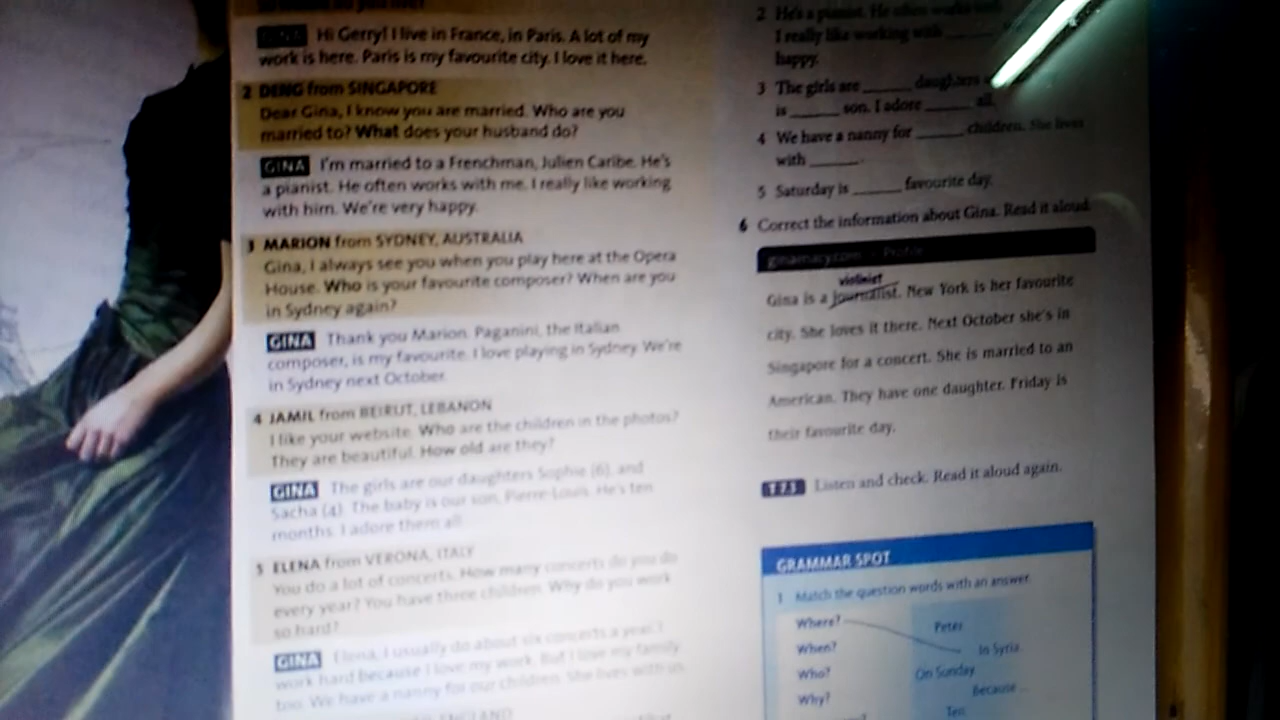 GINA Hi Gerry! I live in France, in Paris. A lot of my
work is here. Paris is my favourite city. I love it here.
2 DENG from SINGAPORE
Dear Gina, I know you are married. Who are you
married to? What does your husband do?
GINA I'm married to a Frenchman, Julien Caribe. He's
a pianist. He often works with me. I really like working
with him. We're very happy.
3 MARION from SYDNEY, AUSTRALIA
Gina, I always see you when you play here at the Opera
House. Who is your favourite composer? When are you
in Sydney again?
GINA Thank you Marion. Paganini, the Italian
composer, is my favourite. I love playing in Sydney. We're
in Sydney next October.
4 JAMIL from BEIRUT, LEBANON
I like your website. Who are the children in the photos?
They are beautiful. How old are they?
GINA The girls are our daughters Sophie (6), and
Sacha (4). The baby is our son, Pierre-Louis. He's ten
months. I adore them all.
5 ELENA from VERONA, ITALY
You do a lot of concerts. How many concerts do you do
every year? You have three children. Why do you work
so hard?
GINA Elena, I usually do about six concerts a year. I
work hard because I love my work. But I love my family
too. We have a nanny for our children. She lives with us
ENGLAND
2 He's a pianist. He often works and
I really like working with ______
happy.
3 The girls are ______ daughters
is ______ son. I adore ______ all.
4 We have a nanny for ______ children. She lives
with ______.
5 Saturday is ______ favourite day.
6 Correct the information about Gina. Read it aloud.
ginamacy.com - Profile
violinist
Gina is a journalist. New York is her favourite
city. She loves it there. Next October she's in
Singapore for a concert. She is married to an
American. They have one daughter. Friday is
their favourite day.
T 7.3 Listen and check. Read it aloud again.
GRAMMAR SPOT
1 Match the question words with an answer.
Where? Peter
When? In Syria.
Who? On Sunday.
Why? Because ...
Ten